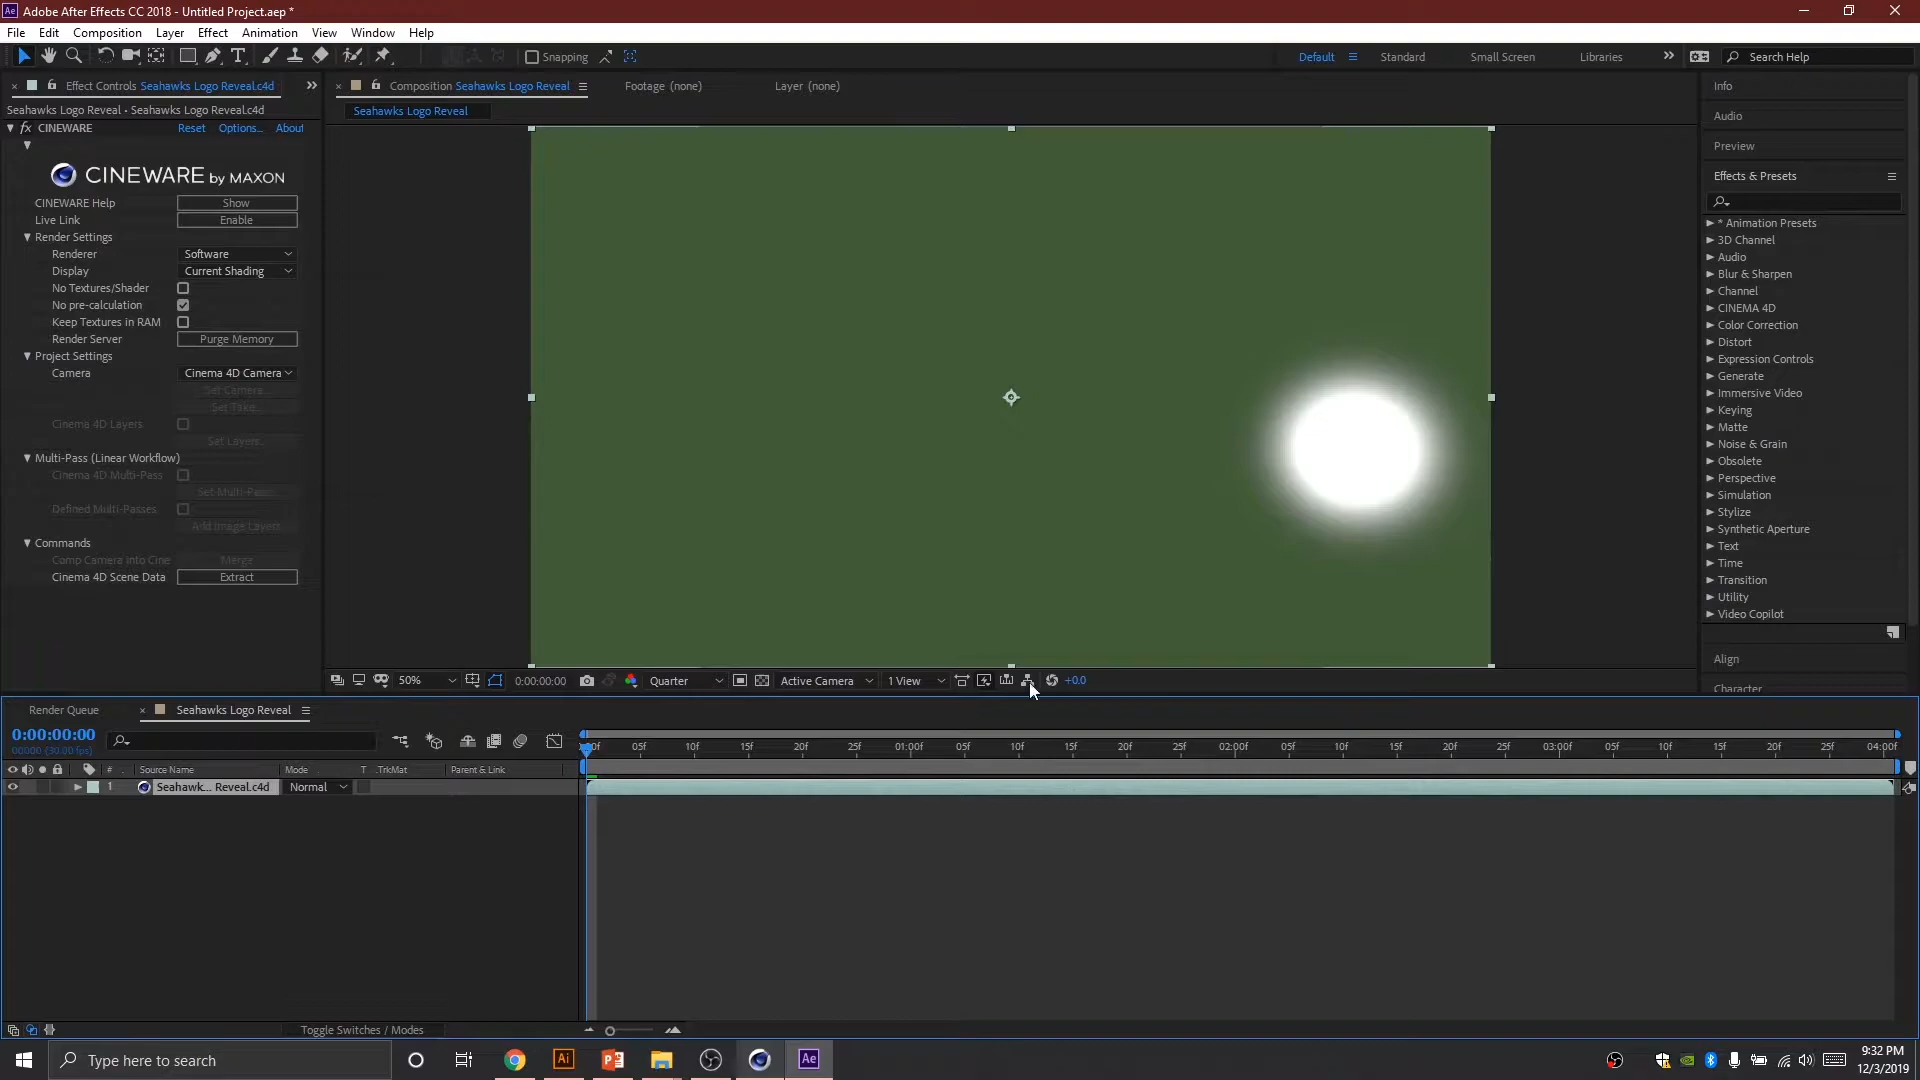 Adobe After Effects CC 2018 - Untitled Project.aep *
File Edit Composition Layer Effect Animation View Window Help
Snapping Default Standard Small Screen Libraries Search Help
Effect Controls Seahawks Logo Reveal.c4d
Composition Seahawks Logo Reveal Footage (none) Layer (none)
Seahawks Logo Reveal - Seahawks Logo Reveal.c4d
Seahawks Logo Reveal
fx CINEWARE Reset Options... About
CINEWARE by MAXON
CINEWARE Help Show
Live Link Enable
Render Settings
Renderer Software
Display Current Shading
No Textures/Shader
No pre-calculation
Keep Textures in RAM
Render Server Purge Memory
Project Settings
Camera Cinema 4D Camera
Set Camera...
Set Take...
Cinema 4D Layers
Set Layers...
Multi-Pass (Linear Workflow)
Cinema 4D Multi-Pass
Set Multi-Pass...
Defined Multi-Passes
Add Image Layers
Commands
Comp Camera into Cine Merge
Cinema 4D Scene Data Extract
Info
Audio
Preview
Effects & Presets
* Animation Presets
3D Channel
Audio
Blur & Sharpen
Channel
CINEMA 4D
Color Correction
Distort
Expression Controls
Generate
Immersive Video
Keying
Matte
Noise & Grain
Obsolete
Perspective
Simulation
Stylize
Synthetic Aperture
Text
Time
Transition
Utility
Video Copilot
Align
Character
50% 0:00:00:00 Quarter Active Camera 1 View +0.0
Render Queue Seahawks Logo Reveal
0:00:00:00
00000 (30.00 fps)
:00f 05f 10f 15f 20f 25f 01:00f 05f 10f 15f 20f 25f 02:00f 05f 10f 15f 20f 25f 03:00f 05f 10f 15f 20f 25f 04:00f
# Source Name Mode T .TrkMat Parent & Link
1 Seahawk... Reveal.c4d Normal
Toggle Switches / Modes
Type here to search
Ai
Ae
9:32 PM
12/3/2019